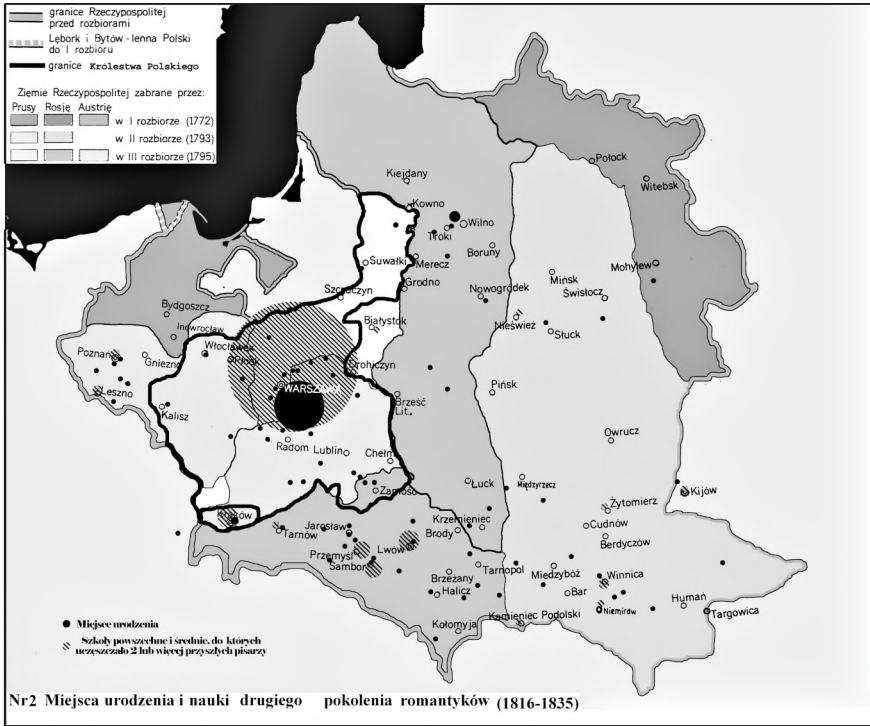 granice Rzeczypospolitej
przed rozbiorami
Lębork i Bytów - lenna Polski
do I rozbioru
granice Królestwa Polskiego
Ziemie Rzeczypospolitej zabrane przez:
Prusy Rosję Austrię
w I rozbiorze (1772)
w II rozbiorze (1793)
w III rozbiorze (1795)
Połock
Kiejdany
Witebsk
Kowno
Wilno
Troki
Boruny
Suwałki
Merecz
Mohylew
Mińsk
Grodno
Szczuczyn
Nowogródek
Świsłocz
Bydgoszcz
Białystok
Nieśwież
Słuck
Inowrocław
Włocławek
Poznań
Gniezno
Płock
Drohiczyn
WARSZAWA
Leszno
Pińsk
Brześć
Lit.
Kalisz
Radom
Lublin
Chełm
Owrucz
Łuck
Międzyrzecz
Zamość
Kijów
Żytomierz
Kraków
Krzemieniec
Cudnów
Jarosław
Tarnów
Brody
Berdyczów
Lwów
Przemyśl
Sambor
Tarnopol
Międzybóż
Winnica
Brzeżany
Bar
Halicz
Humań
Niemirów
Targowica
Kamieniec Podolski
Kołomyja
Miejsce urodzenia
Szkoły powszechne i średnie, do których
uczęszczało 2 lub więcej przyszłych pisarzy
Nr2 Miejsca urodzenia i nauki drugiego pokolenia romantyków (1816-1835)